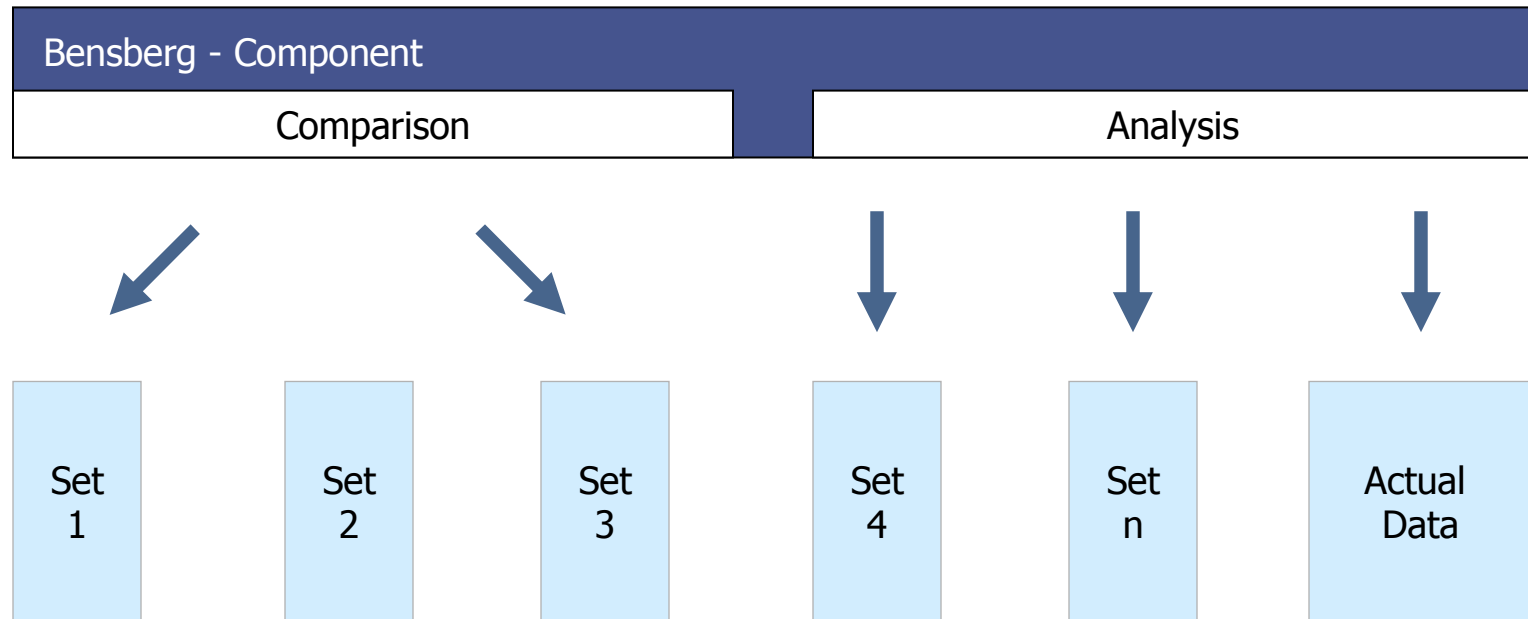 Bensberg - Component
Comparison
Analysis
Set
1
Set
2
Set
3
Set
4
Set
n
Actual
Data